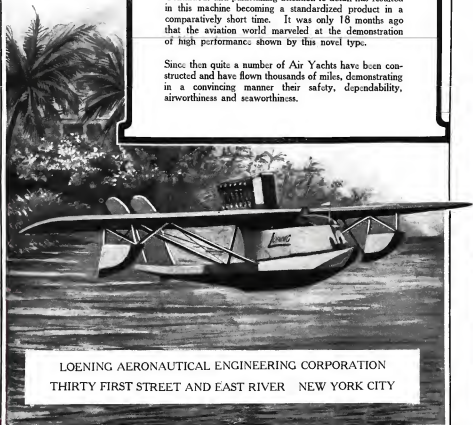 in this machine becoming a standardized product in a
comparatively short time. It was only 18 months ago
that the aviation world marveled at the demonstration
of high performance shown by this novel type.
Since then quite a number of Air Yachts have been con-
structed and have flown thousands of miles, demonstrating
in a convincing manner their safety, dependability,
airworthiness and seaworthiness.
LOENING
LOENING AERONAUTICAL ENGINEERING CORPORATION
THIRTY FIRST STREET AND EAST RIVER NEW YORK CITY